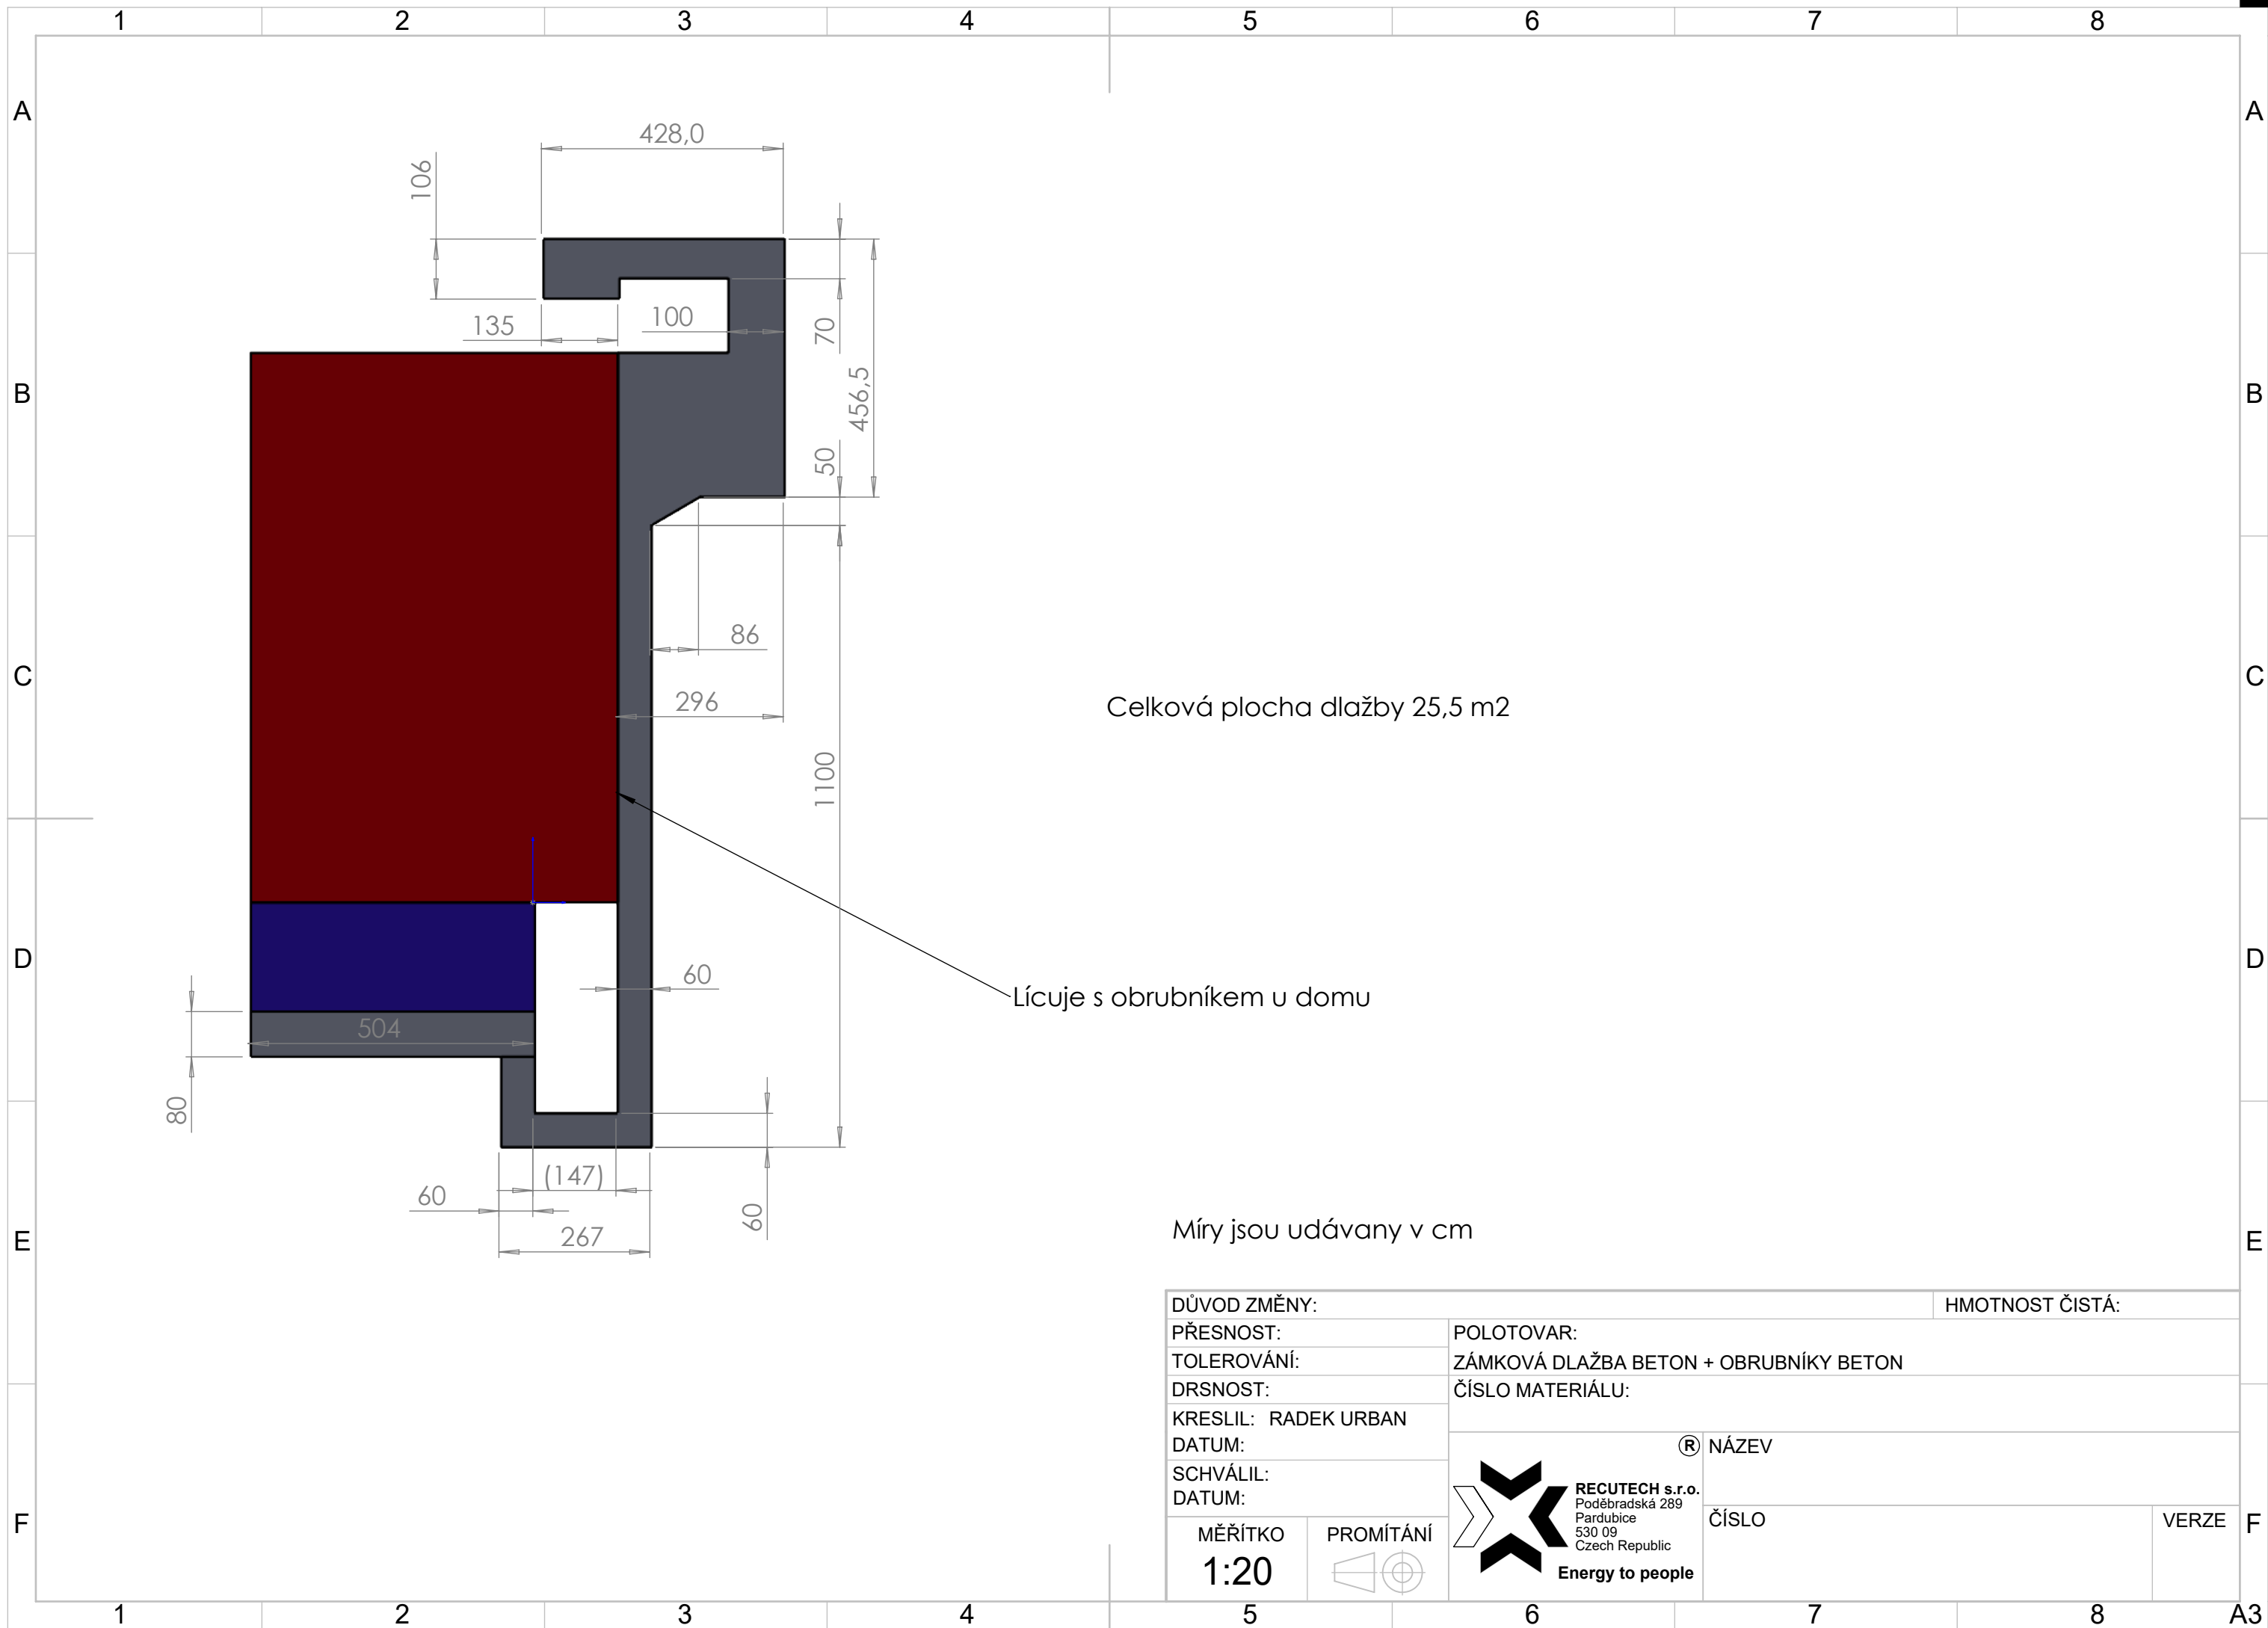 1 2 3 4 5 6 7 8
A A
428,0
106
135
100
70
B B
456,5
50
86
C C
296
Celková plocha dlažby 25,5 m2
1100
D D
60
Lícuje s obrubníkem u domu
504
80
(147)
60
60
267
E E
Míry jsou udávany v cm
DŮVOD ZMĚNY: HMOTNOST ČISTÁ:
PŘESNOST: POLOTOVAR:
TOLEROVÁNÍ: ZÁMKOVÁ DLAŽBA BETON + OBRUBNÍKY BETON
DRSNOST: ČÍSLO MATERIÁLU:
KRESLIL: RADEK URBAN
DATUM:
® NÁZEV
SCHVÁLIL:
DATUM:
RECUTECH s.r.o.
Poděbradská 289
Pardubice
530 09
Czech Republic
Energy to people
ČÍSLO VERZE
F F
MĚŘÍTKO PROMÍTÁNÍ
1:20
1 2 3 4 5 6 7 8 A3